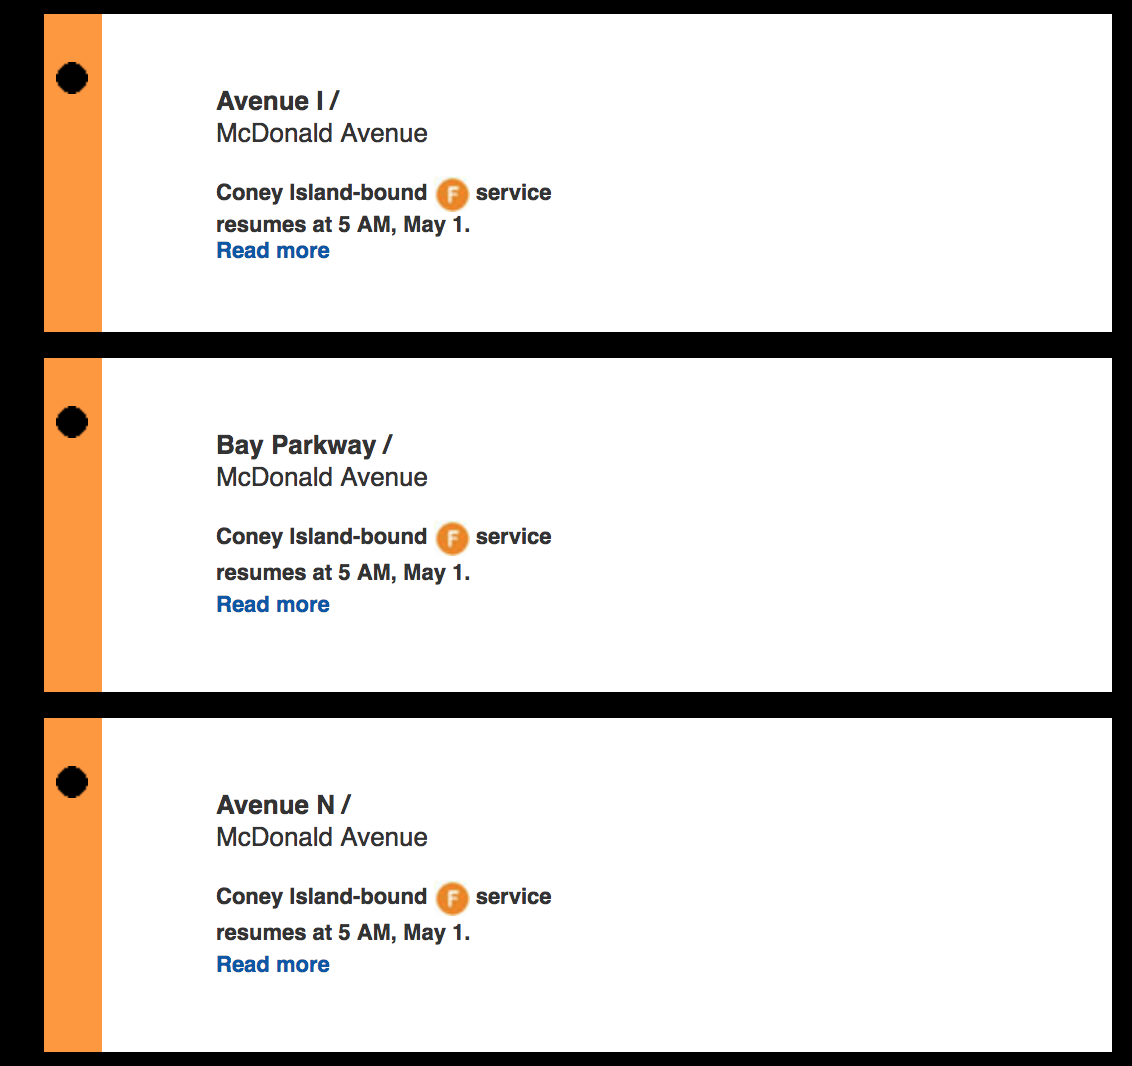 Avenue I /
McDonald Avenue
Coney Island-bound F service
resumes at 5 AM, May 1.
Read more
Bay Parkway /
McDonald Avenue
Coney Island-bound F service
resumes at 5 AM, May 1.
Read more
Avenue N /
McDonald Avenue
Coney Island-bound F service
resumes at 5 AM, May 1.
Read more